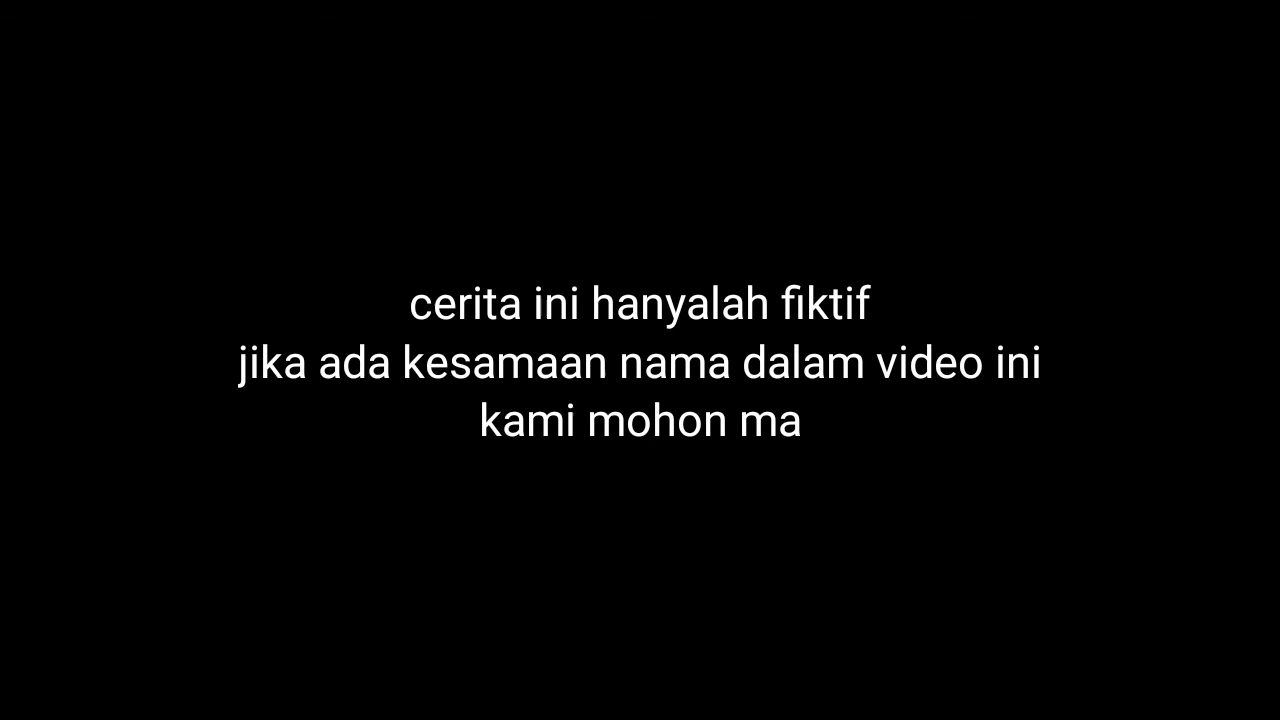 cerita ini hanyalah fiktif
jika ada kesamaan nama dalam video ini
kami mohon ma